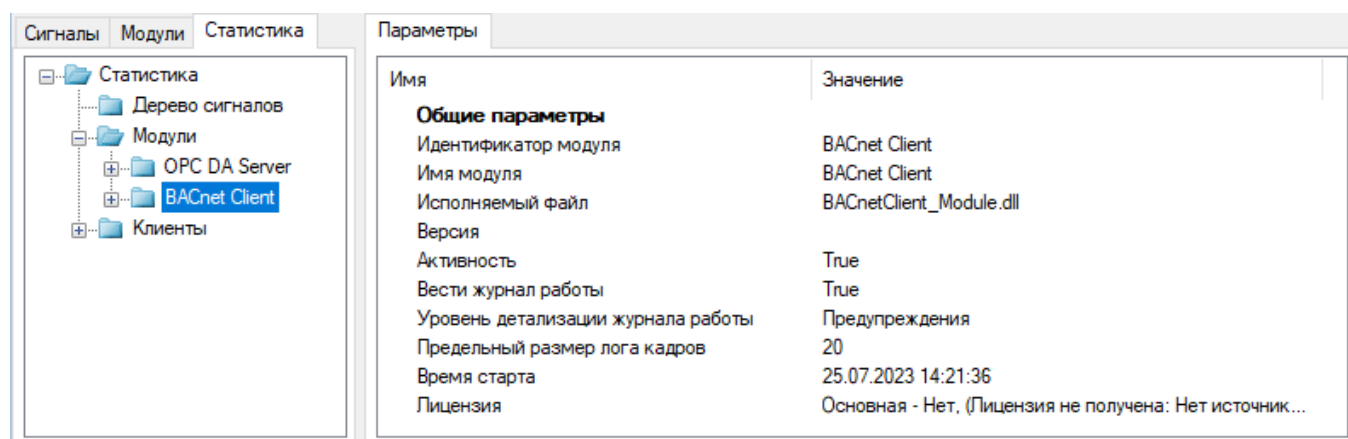 Сигналы Модули Статистика
Статистика
Дерево сигналов
Модули
OPC DA Server
BACnet Client
Клиенты
Параметры
Имя Значение
Общие параметры
Идентификатор модуля BACnet Client
Имя модуля BACnet Client
Исполняемый файл BACnetClient_Module.dll
Версия
Активность True
Вести журнал работы True
Уровень детализации журнала работы Предупреждения
Предельный размер лога кадров 20
Время старта 25.07.2023 14:21:36
Лицензия Основная - Нет, (Лицензия не получена: Нет источник...